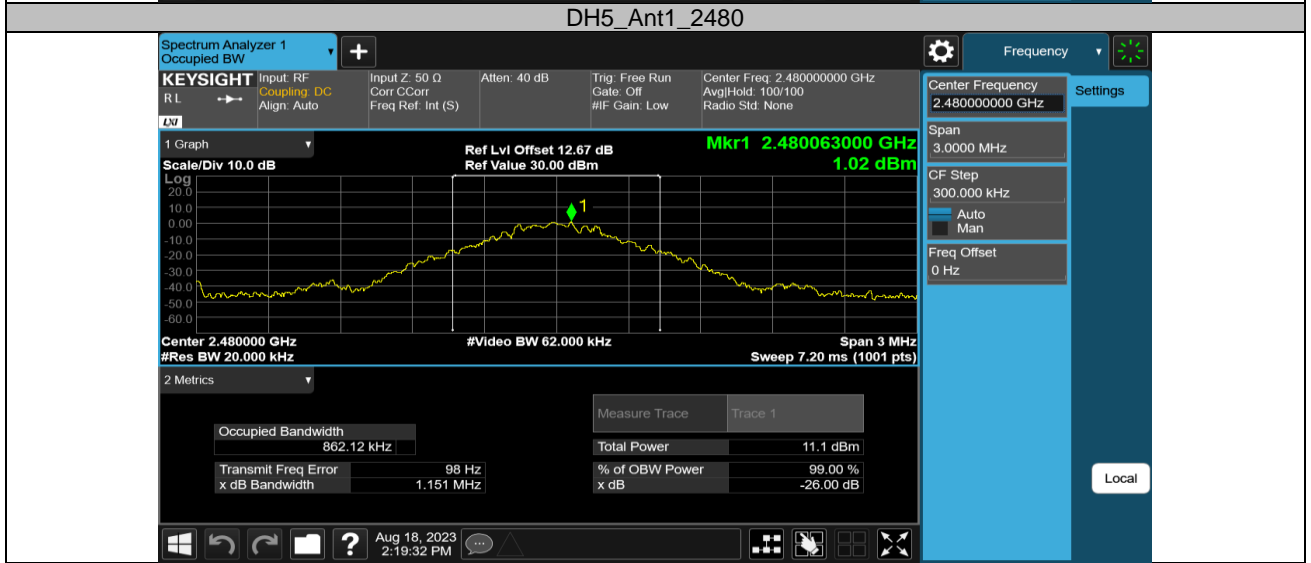 DH5_Ant1_2480
Spectrum Analyzer 1
Occupied BW
+
Frequency
KEYSIGHT
R L
LXI
Input: RF
Coupling: DC
Align: Auto
Input Z: 50 Ω
Corr CCorr
Freq Ref: Int (S)
Atten: 40 dB
Trig: Free Run
Gate: Off
#IF Gain: Low
Center Freq: 2.480000000 GHz
Avg|Hold: 100/100
Radio Std: None
Center Frequency
2.480000000 GHz
Settings
Span
3.0000 MHz
CF Step
300.000 kHz
Auto
Man
Freq Offset
0 Hz
1 Graph
Scale/Div 10.0 dB
Ref Lvl Offset 12.67 dB
Ref Value 30.00 dBm
Mkr1 2.480063000 GHz
1.02 dBm
Log
20.0
10.0
0.00
-10.0
-20.0
-30.0
-40.0
-50.0
-60.0
1
Center 2.480000 GHz
#Res BW 20.000 kHz
#Video BW 62.000 kHz
Span 3 MHz
Sweep 7.20 ms (1001 pts)
2 Metrics
Measure Trace Trace 1
Occupied Bandwidth
862.12 kHz
Total Power 11.1 dBm
Transmit Freq Error 98 Hz
% of OBW Power 99.00 %
x dB Bandwidth 1.151 MHz
x dB -26.00 dB
Local
?
Aug 18, 2023
2:19:32 PM